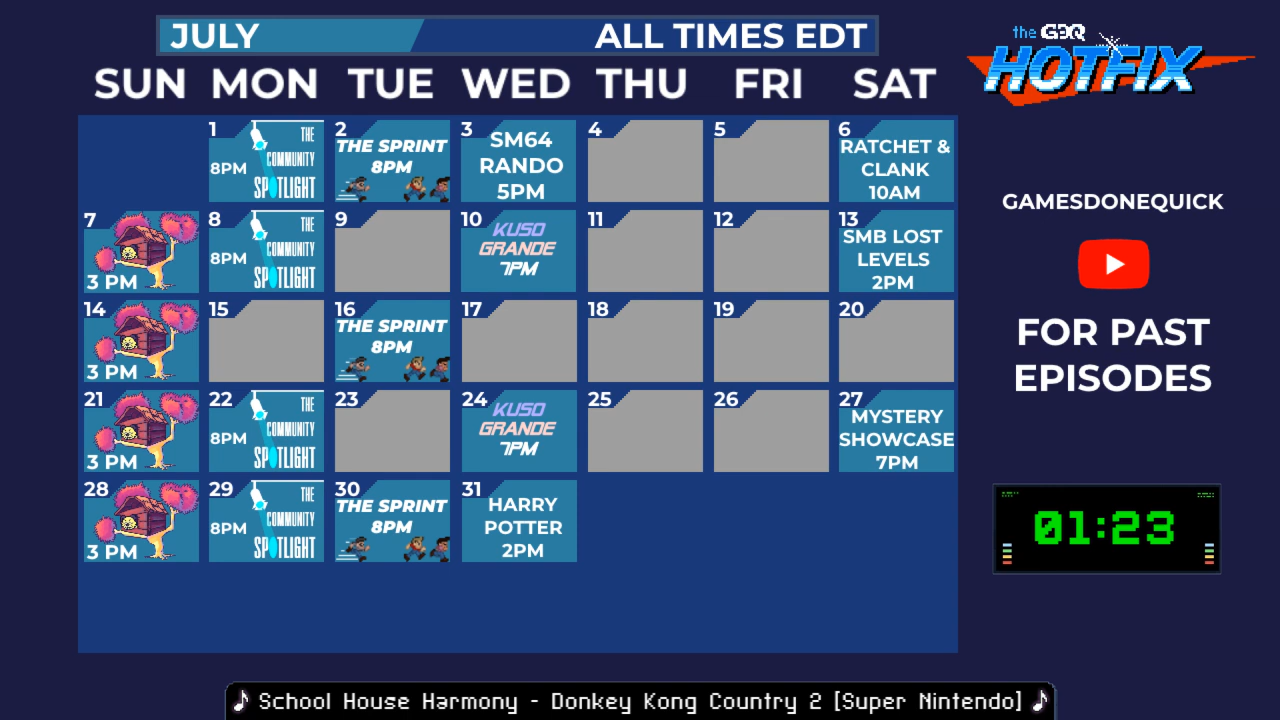 JULY
ALL TIMES EDT
the GDQ
HOTFIX
SUN MON TUE WED THU FRI SAT
1
8PM
THE
COMMUNITY
SPOTLIGHT
2
THE SPRINT
8PM
3
SM64
RANDO
5PM
4
5
6
RATCHET &
CLANK
10AM
7
3 PM
8
8PM
THE
COMMUNITY
SPOTLIGHT
9
10
KUSO
GRANDE
7PM
11
12
13
SMB LOST
LEVELS
2PM
14
3 PM
15
16
THE SPRINT
8PM
17
18
19
20
21
3 PM
22
8PM
THE
COMMUNITY
SPOTLIGHT
23
24
KUSO
GRANDE
7PM
25
26
27
MYSTERY
SHOWCASE
7PM
28
3 PM
29
8PM
THE
COMMUNITY
SPOTLIGHT
30
THE SPRINT
8PM
31
HARRY
POTTER
2PM
GAMESDONEQUICK
FOR PAST
EPISODES
01:23
♪ School House Harmony - Donkey Kong Country 2 [Super Nintendo] ♪